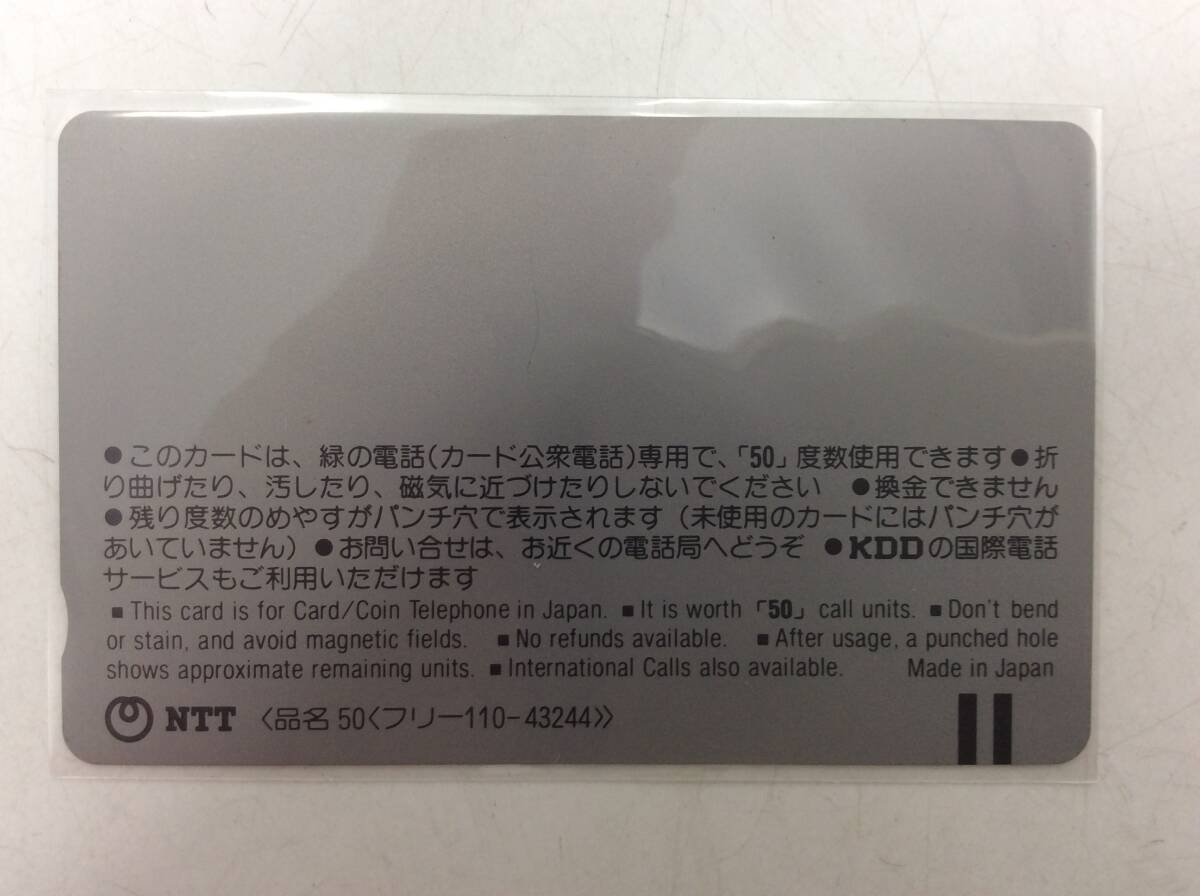 ●このカードは、緑の電話(カード公衆電話)専用で、「50」度数使用できます●折
り曲げたり、汚したり、磁気に近づけたりしないでください ●換金できません
●残り度数のめやすがパンチ穴で表示されます(未使用のカードにはパンチ穴が
あいていません)●お問い合せは、お近くの電話局へどうぞ ●KDDの国際電話
サービスもご利用いただけます
■ This card is for Card/Coin Telephone in Japan. ■ It is worth 「50」 call units. ■ Don't bend
or stain, and avoid magnetic fields. ■ No refunds available. ■ After usage, a punched hole
shows approximate remaining units. ■ International Calls also available. Made in Japan
NTT 〈品名 50〈フリー110-43244〉〉